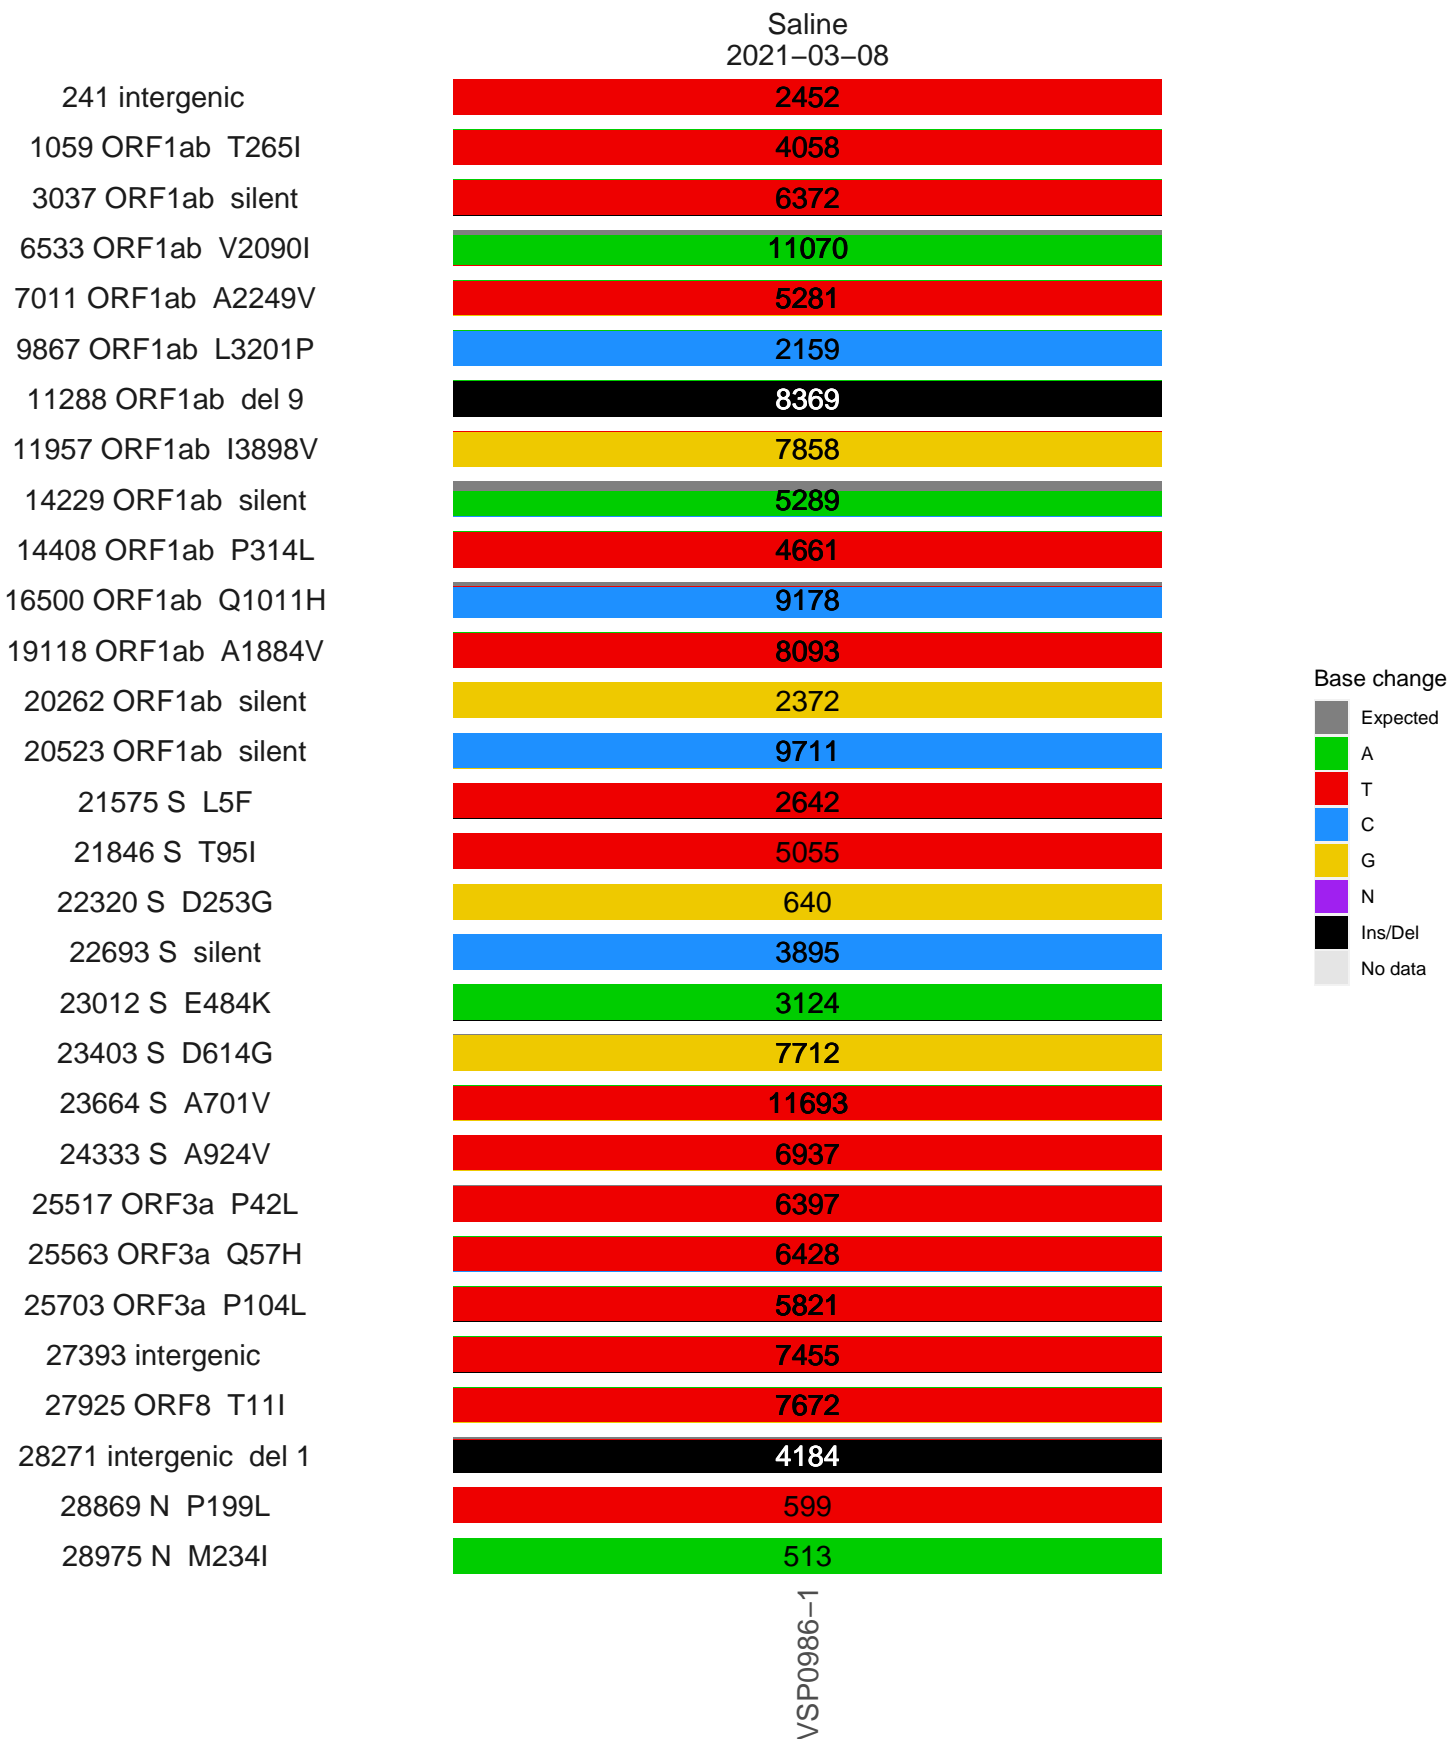 Saline
2021−03−08
241 intergenic 2452
1059 ORF1ab T265I 4058
3037 ORF1ab silent 6372
6533 ORF1ab V2090I 11070
7011 ORF1ab A2249V 5281
9867 ORF1ab L3201P 2159
11288 ORF1ab del 9 8369
11957 ORF1ab I3898V 7858
14229 ORF1ab silent 5289
14408 ORF1ab P314L 4661
16500 ORF1ab Q1011H 9178
19118 ORF1ab A1884V 8093
20262 ORF1ab silent 2372
20523 ORF1ab silent 9711
21575 S L5F 2642
21846 S T95I 5055
22320 S D253G 640
22693 S silent 3895
23012 S E484K 3124
23403 S D614G 7712
23664 S A701V 11693
24333 S A924V 6937
25517 ORF3a P42L 6397
25563 ORF3a Q57H 6428
25703 ORF3a P104L 5821
27393 intergenic 7455
27925 ORF8 T11I 7672
28271 intergenic del 1 4184
28869 N P199L 599
28975 N M234I 513
VSP0986−1
Base change
Expected
A
T
C
G
N
Ins/Del
No data